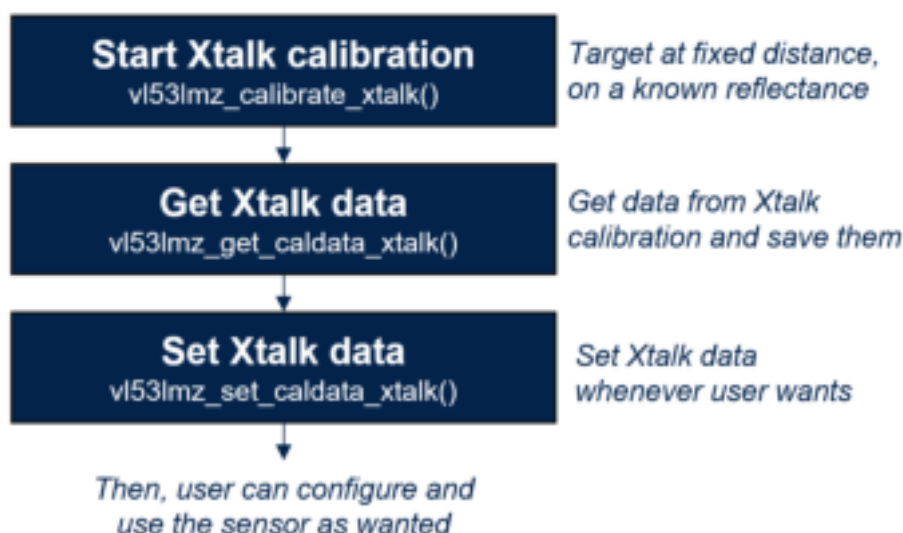 Start Xtalk calibration
vl53lmz_calibrate_xtalk()
Target at fixed distance,
on a known reflectance
Get Xtalk data
vl53lmz_get_caldata_xtalk()
Get data from Xtalk
calibration and save them
Set Xtalk data
vl53lmz_set_caldata_xtalk()
Set Xtalk data
whenever user wants
Then, user can configure and
use the sensor as wanted